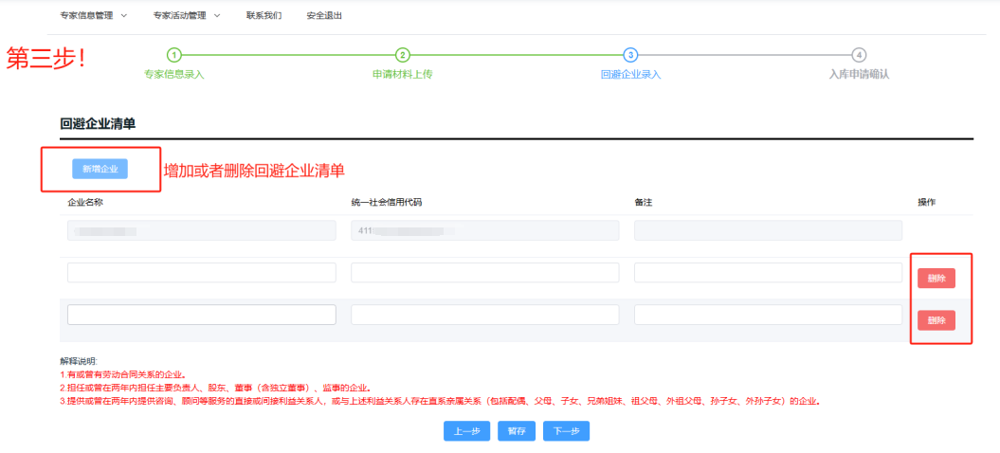 专家信息管理 专家活动管理 联系我们 安全退出
第三步！
1 2 3 4
专家信息录入 申请材料上传 回避企业录入 入库申请确认
回避企业清单
新增企业 增加或者删除回避企业清单
企业名称 统一社会信用代码 备注 操作
411
删除
删除
解释说明:
1.有或曾有劳动合同关系的企业。
2.担任或曾在两年内担任主要负责人、股东、董事（含独立董事）、监事的企业。
3.提供或曾在两年内提供咨询、顾问等服务的直接或间接利益关系人，或与上述利益关系人存在直系亲属关系（包括配偶、父母、子女、兄弟姐妹、祖父母、外祖父母、孙子女、外孙子女）的企业。
上一步 暂存 下一步